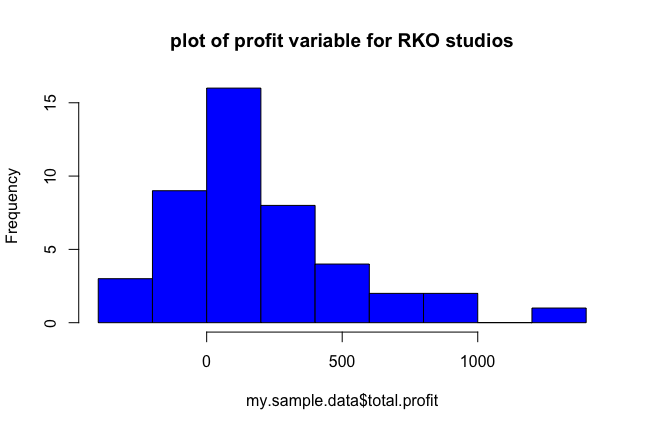 plot of profit variable for RKO studios
Frequency
15
10
5
0
0 500 1000
my.sample.data$total.profit